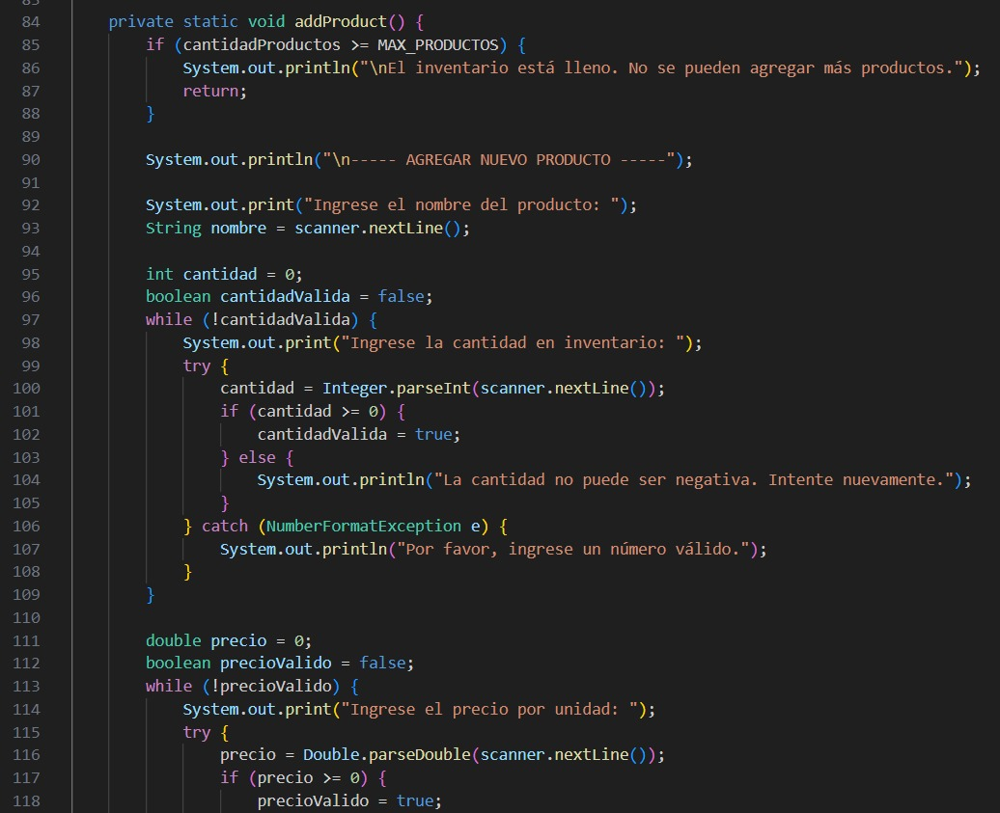 84 private static void addProduct() {
85 if (cantidadProductos >= MAX_PRODUCTOS) {
86 System.out.println("\nEl inventario está lleno. No se pueden agregar más productos.");
87 return;
88 }
89
90 System.out.println("\n----- AGREGAR NUEVO PRODUCTO -----");
91
92 System.out.print("Ingrese el nombre del producto: ");
93 String nombre = scanner.nextLine();
94
95 int cantidad = 0;
96 boolean cantidadValida = false;
97 while (!cantidadValida) {
98 System.out.print("Ingrese la cantidad en inventario: ");
99 try {
100 cantidad = Integer.parseInt(scanner.nextLine());
101 if (cantidad >= 0) {
102 cantidadValida = true;
103 } else {
104 System.out.println("La cantidad no puede ser negativa. Intente nuevamente.");
105 }
106 } catch (NumberFormatException e) {
107 System.out.println("Por favor, ingrese un número válido.");
108 }
109 }
110
111 double precio = 0;
112 boolean precioValido = false;
113 while (!precioValido) {
114 System.out.print("Ingrese el precio por unidad: ");
115 try {
116 precio = Double.parseDouble(scanner.nextLine());
117 if (precio >= 0) {
118 precioValido = true;